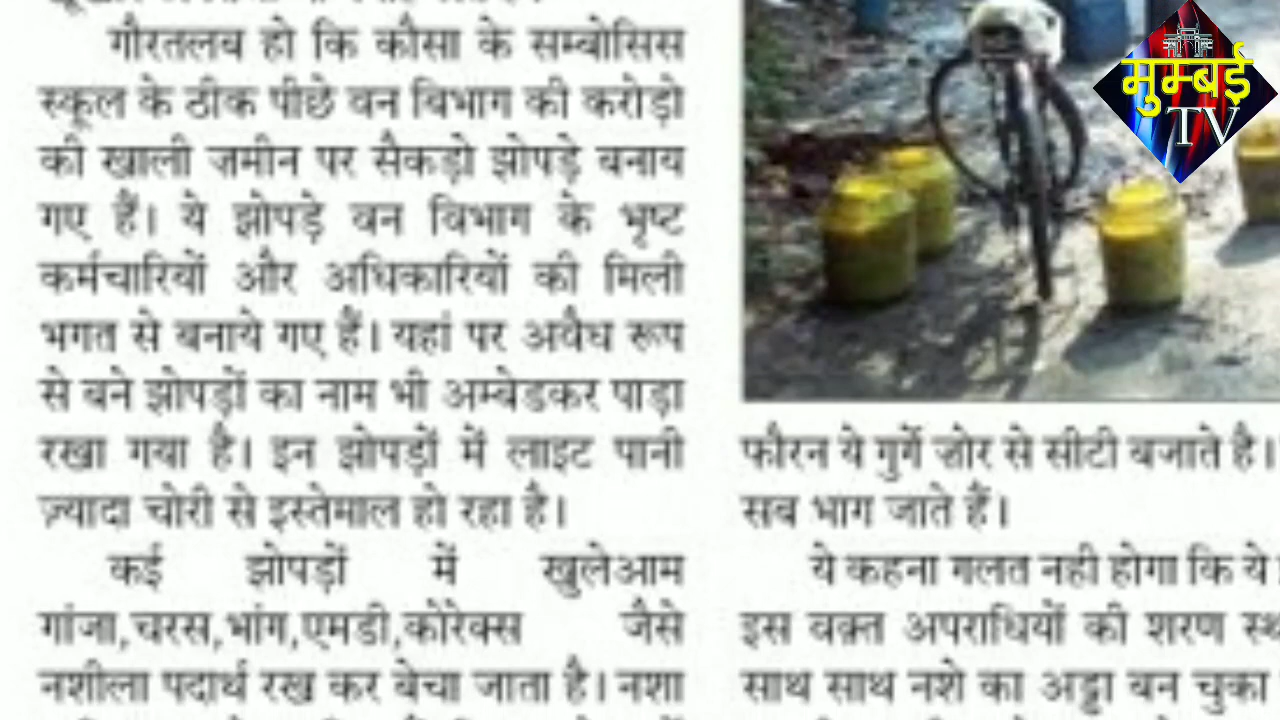 गौरतलब हो कि कौसा के सम्बोसिस
स्कूल के ठीक पीछे वन विभाग की करोड़ो
की खाली ज़मीन पर सैकड़ो झोपड़े बनाय
गए हैं। ये झोपड़े वन विभाग के भृष्ट
कर्मचारियों और अधिकारियों की मिली
भगत से बनाये गए हैं। यहां पर अवैध रूप
से बने झोपड़ों का नाम भी अम्बेडकर पाड़ा
रखा गया है। इन झोपड़ों में लाइट पानी
ज़्यादा चोरी से इस्तेमाल हो रहा है।
कई झोपड़ों में खुलेआम
गांजा,चरस,भांग,एमडी,कोरेक्स जैसे
नशीला पदार्थ रख कर बेचा जाता है। नशा
मुम्बई
TV
फौरन ये गुर्गे ज़ोर से सीटी बजाते है।
सब भाग जाते हैं।
ये कहना गलत नही होगा कि ये
इस वक़्त अपराधियों की शरण
साथ साथ नशे का अड्डा बन चुका